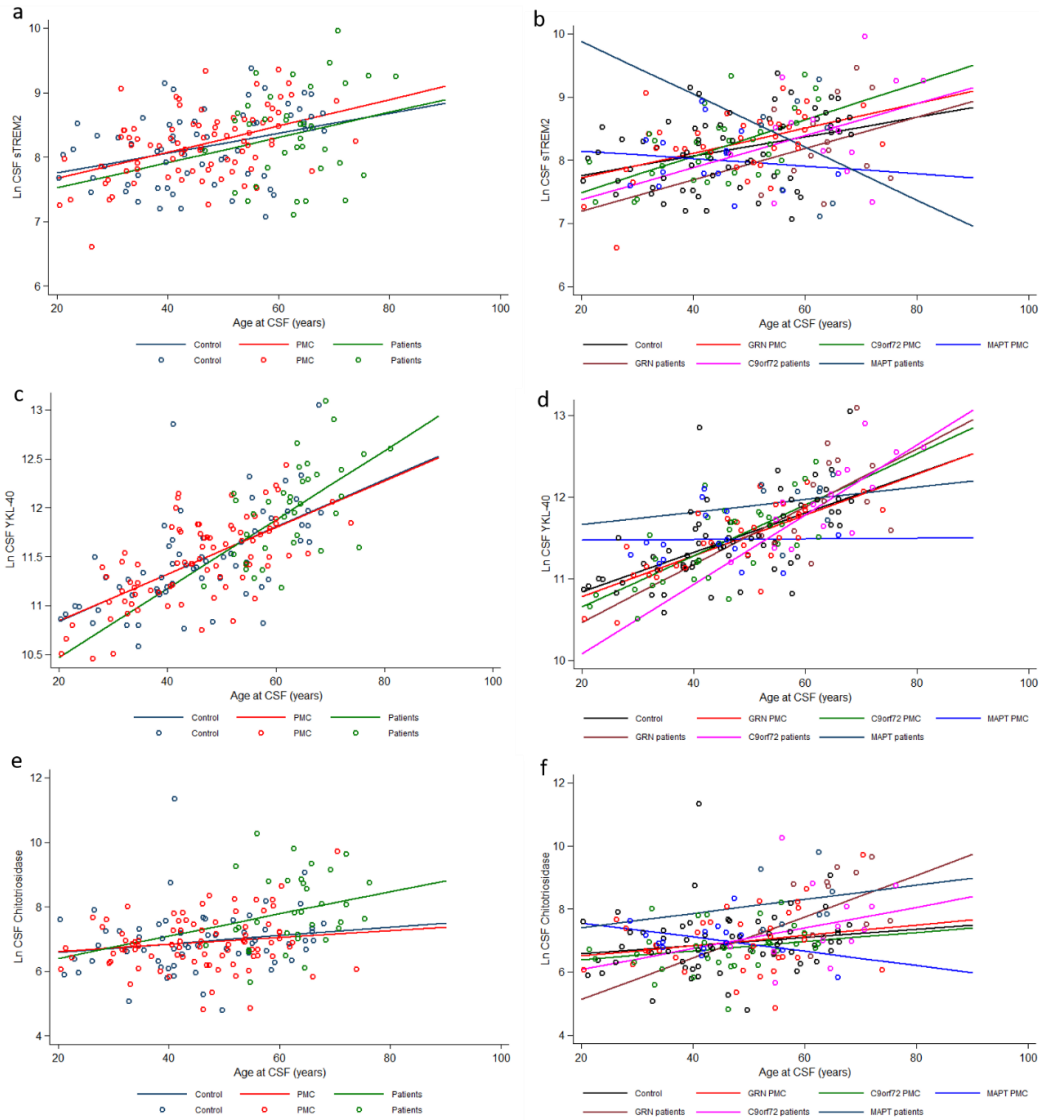 a
Ln CSF sTREM2
10
9
8
7
6
20 40 60 80 100
Age at CSF (years)
Control PMC Patients
Control PMC Patients
b
Ln CSF sTREM2
10
9
8
7
6
20 40 60 80 100
Age at CSF (years)
Control GRN PMC C9orf72 PMC MAPT PMC
GRN patients C9orf72 patients MAPT patients
c
Ln CSF YKL-40
13
12.5
12
11.5
11
10.5
20 40 60 80 100
Age at CSF (years)
Control PMC Patients
Control PMC Patients
d
Ln CSF YKL-40
13
12
11
10
20 40 60 80 100
Age at CSF (years)
Control GRN PMC C9orf72 PMC MAPT PMC
GRN patients C9orf72 patients MAPT patients
e
Ln CSF Chitotriosidase
12
10
8
6
4
20 40 60 80 100
Age at CSF (years)
Control PMC Patients
Control PMC Patients
f
Ln CSF Chitotriosidase
12
10
8
6
4
20 40 60 80 100
Age at CSF (years)
Control GRN PMC C9orf72 PMC MAPT PMC
GRN patients C9orf72 patients MAPT patients